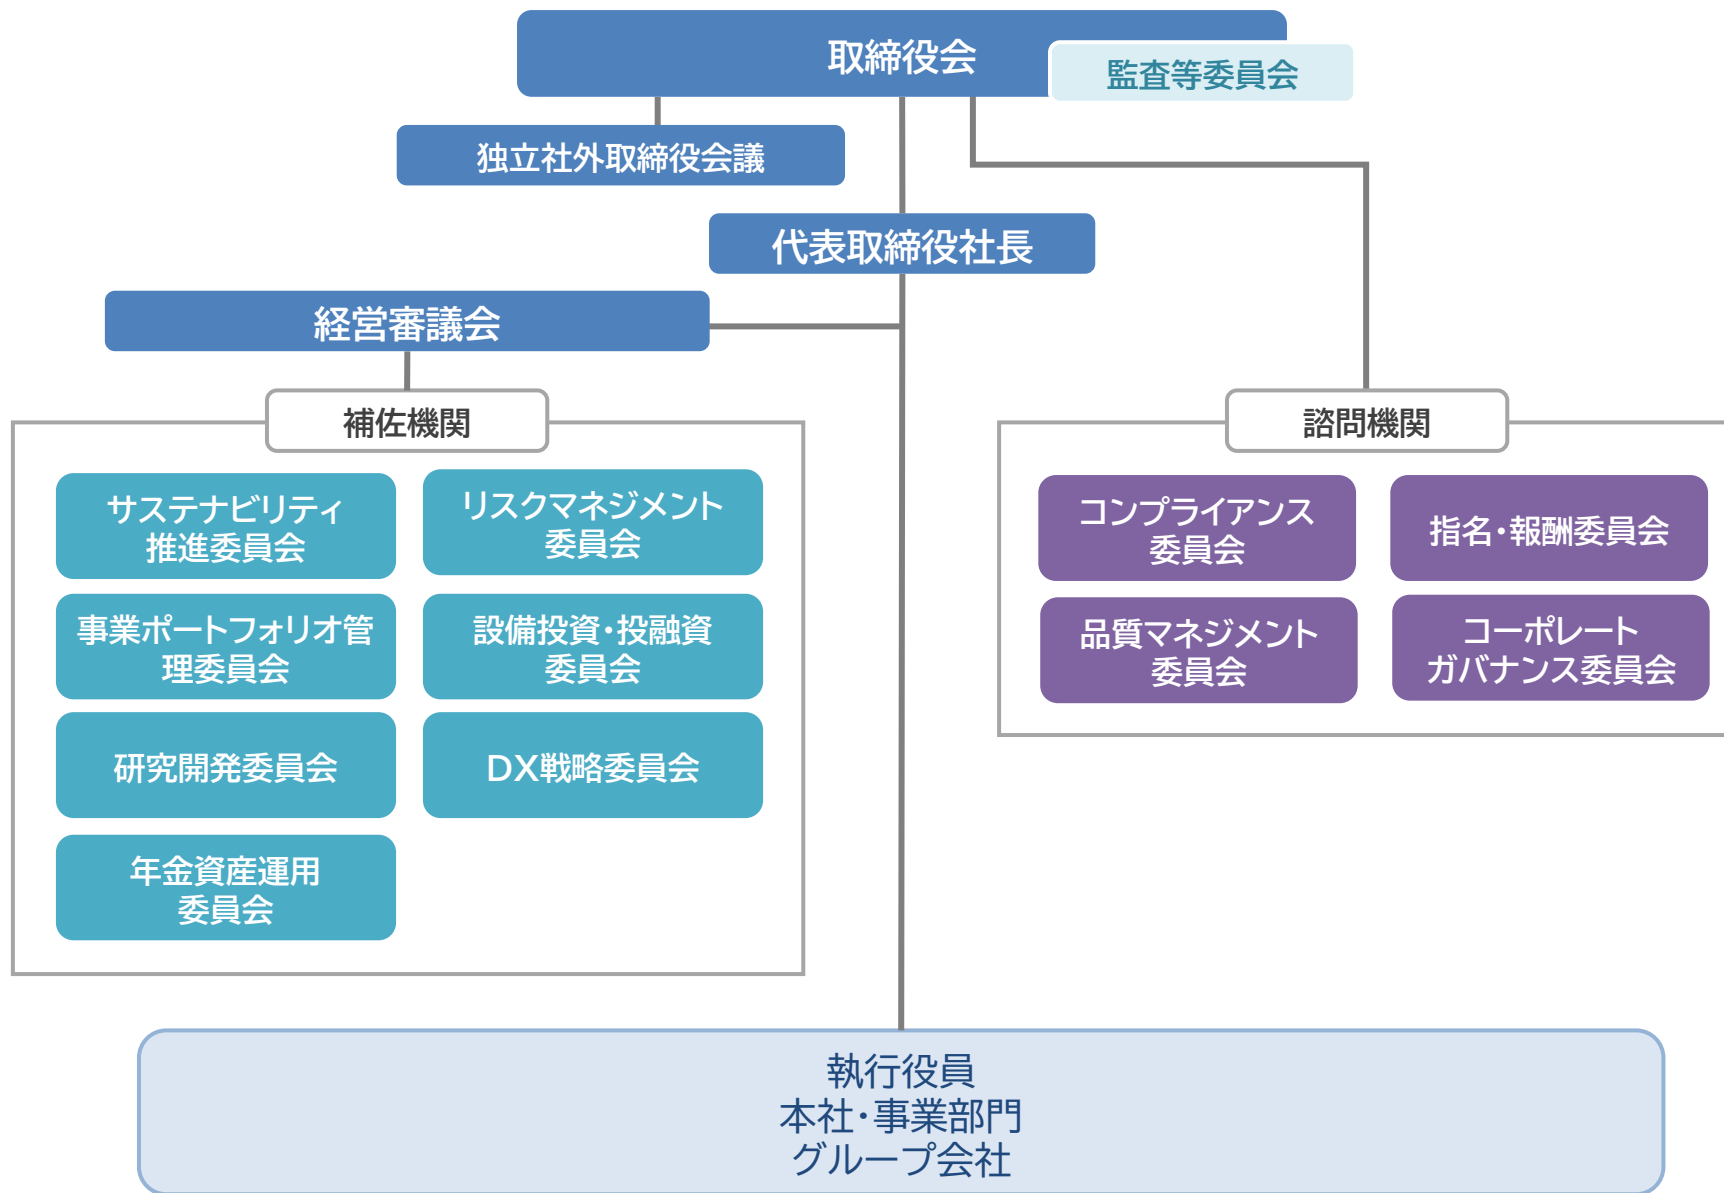 取締役会
監査等委員会
独立社外取締役会議
代表取締役社長
経営審議会
補佐機関
サステナビリティ
推進委員会
リスクマネジメント
委員会
事業ポートフォリオ管
理委員会
設備投資・投融資
委員会
研究開発委員会
DX戦略委員会
年金資産運用
委員会
諮問機関
コンプライアンス
委員会
指名・報酬委員会
品質マネジメント
委員会
コーポレート
ガバナンス委員会
執行役員
本社・事業部門
グループ会社